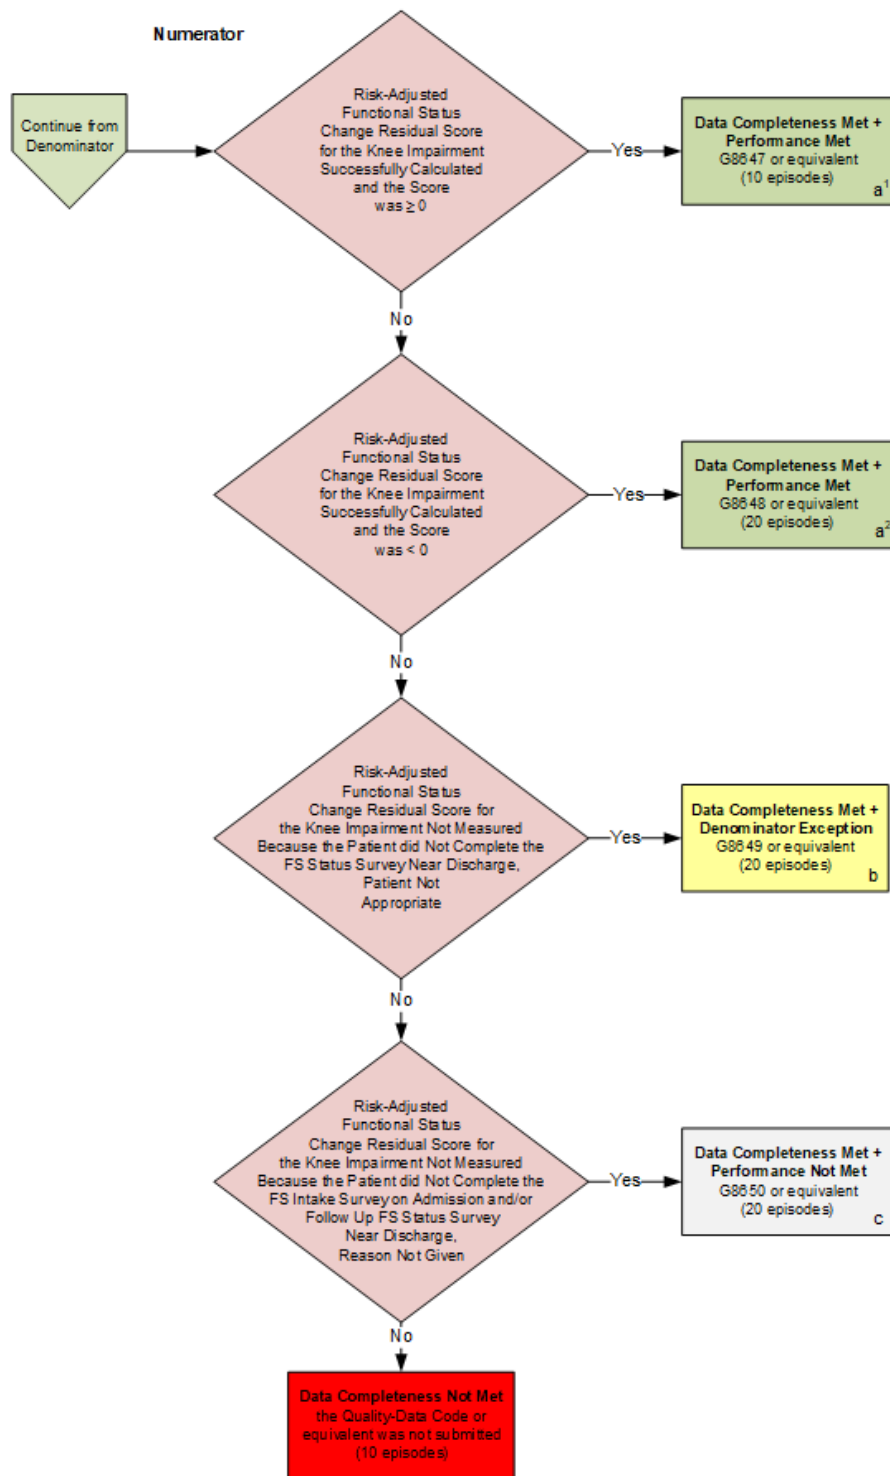 Numerator
Continue from
Denominator
Risk-Adjusted
Functional Status
Change Residual Score
for the Knee Impairment
Successfully Calculated
and the Score
was ≥ 0
Yes
Data Completeness Met +
Performance Met
G8647 or equivalent
(10 episodes)
a¹
No
Risk-Adjusted
Functional Status
Change Residual Score
for the Knee Impairment
Successfully Calculated
and the Score
was < 0
Yes
Data Completeness Met +
Performance Met
G8648 or equivalent
(20 episodes)
a²
No
Risk-Adjusted
Functional Status
Change Residual Score for
the Knee Impairment Not Measured
Because the Patient did Not Complete the
FS Status Survey Near Discharge,
Patient Not
Appropriate
Yes
Data Completeness Met +
Denominator Exception
G8649 or equivalent
(20 episodes)
b
No
Risk-Adjusted
Functional Status
Change Residual Score for
the Knee Impairment Not Measured
Because the Patient did Not Complete the
FS Intake Survey on Admission and/or
Follow Up FS Status Survey
Near Discharge,
Reason Not Given
Yes
Data Completeness Met +
Performance Not Met
G8650 or equivalent
(20 episodes)
c
No
Data Completeness Not Met
the Quality-Data Code or
equivalent was not submitted
(10 episodes)